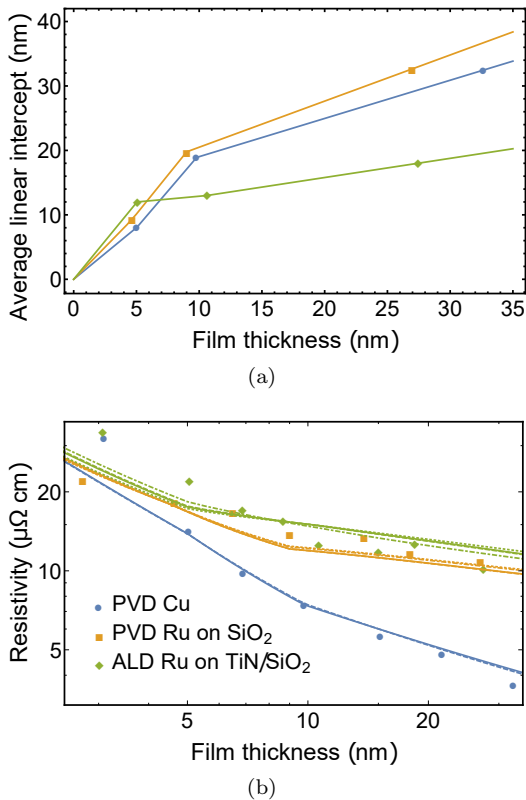 40
30
20
10
0
Average linear intercept (nm)
0 5 10 15 20 25 30 35
Film thickness (nm)
(a)
20
10
5
Resistivity (µΩ cm)
PVD Cu
PVD Ru on SiO₂
ALD Ru on TiN/SiO₂
5 10 20
Film thickness (nm)
(b)